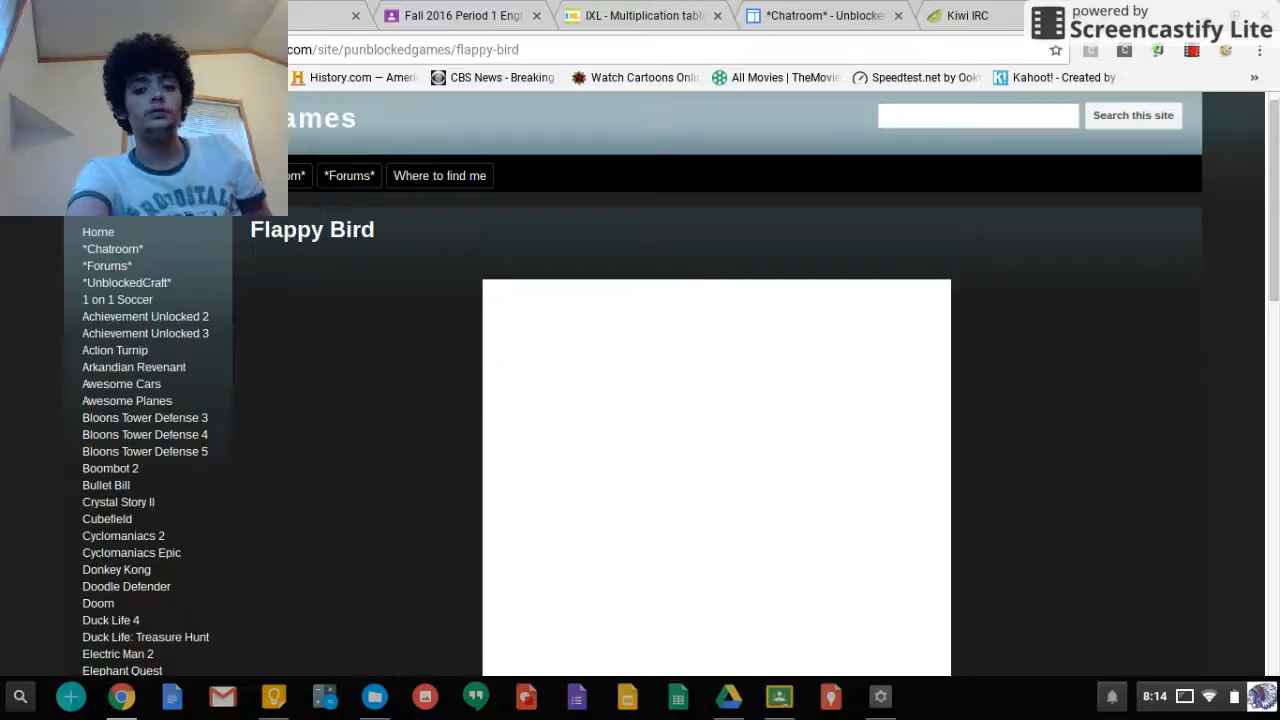 powered by
Screencastify Lite
Fall 2016 Period 1 Eng
IXL - Multiplication tabl
*Chatroom* - Unblocke
Kiwi IRC
com/site/punblockedgames/flappy-bird
History.com — Ameri
CBS News - Breaking
Watch Cartoons Onli
All Movies | TheMovie
Speedtest.net by Ook
Kahoot! - Created by
ames
Search this site
om*
*Forums*
Where to find me
Flappy Bird
Home
*Chatroom*
*Forums*
*UnblockedCraft*
1 on 1 Soccer
Achievement Unlocked 2
Achievement Unlocked 3
Action Turnip
Arkandian Revenant
Awesome Cars
Awesome Planes
Bloons Tower Defense 3
Bloons Tower Defense 4
Bloons Tower Defense 5
Boombot 2
Bullet Bill
Crystal Story II
Cubefield
Cyclomaniacs 2
Cyclomaniacs Epic
Donkey Kong
Doodle Defender
Doom
Duck Life 4
Duck Life: Treasure Hunt
Electric Man 2
Elephant Quest
8:14